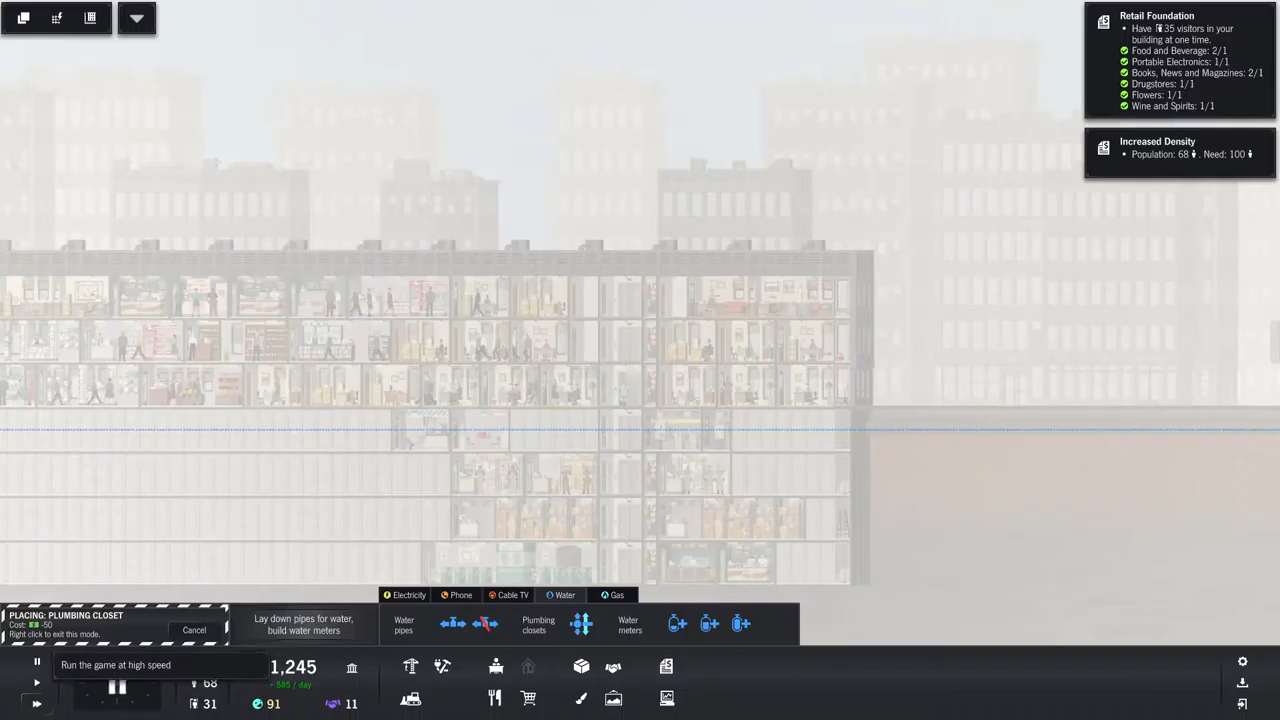 Retail Foundation
Have 35 visitors in your
building at one time.
Food and Beverage: 2/1
Portable Electronics: 1/1
Books, News and Magazines: 2/1
Drugstores: 1/1
Flowers: 1/1
Wine and Spirits: 1/1
Increased Density
Population: 68 . Need: 100
Electricity
Phone
Cable TV
Water
Gas
PLACING: PLUMBING CLOSET
Cost: -50
Right click to exit this mode.
Cancel
Lay down pipes for water,
build water meters
Water
pipes
Plumbing
closets
Water
meters
Run the game at high speed
1,245
+ 585 / day
68
31
91
11